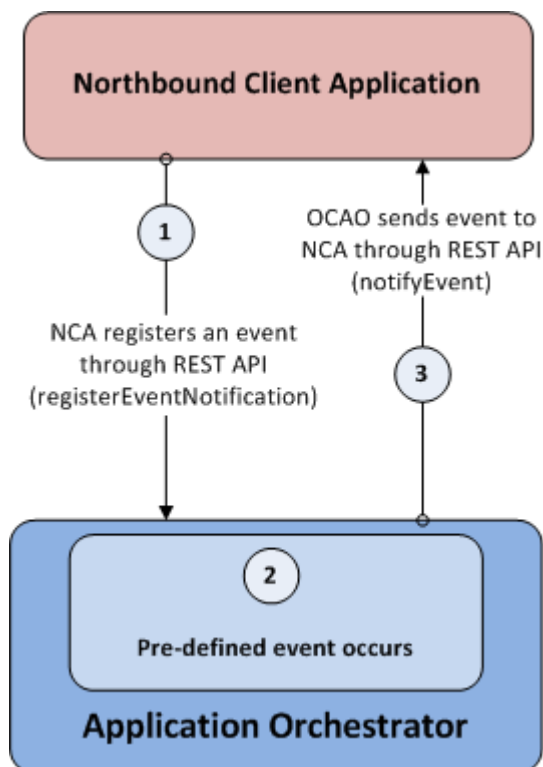 Northbound Client Application
1
NCA registers an event
through REST API
(registerEventNotification)
OCAO sends event to
NCA through REST API
(notifyEvent)
3
2
Pre-defined event occurs
Application Orchestrator